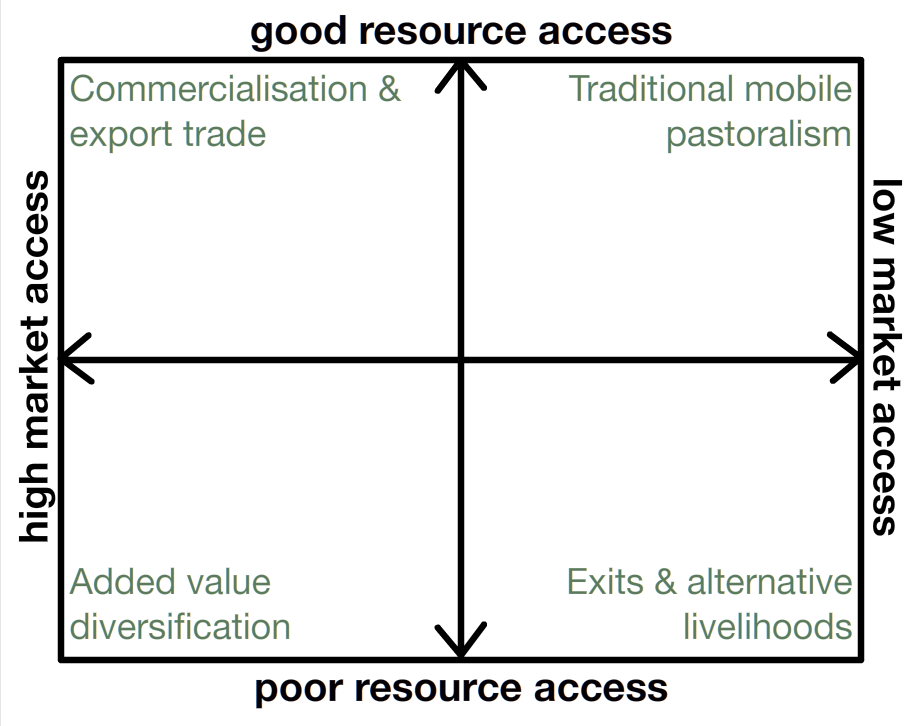 good resource access
Commercialisation &
export trade
Traditional mobile
pastoralism
high market access
low market access
Added value
diversification
Exits & alternative
livelihoods
poor resource access